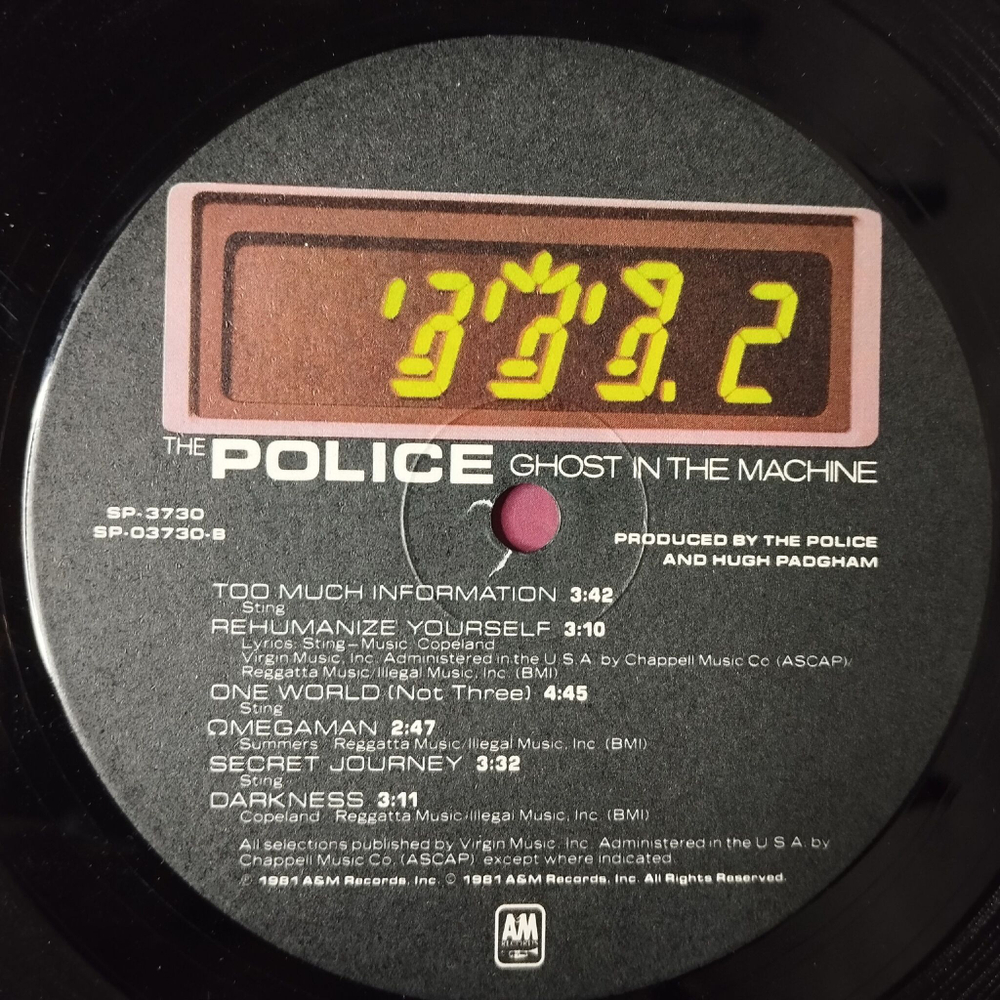 2
THE POLICE GHOST IN THE MACHINE
SP-3730
SP-03730-B
PRODUCED BY THE POLICE
AND HUGH PADGHAM
TOO MUCH INFORMATION 3:42
Sting
REHUMANIZE YOURSELF 3:10
Lyrics: Sting–Music: Copeland
Virgin Music, Inc. Administered in the U.S.A. by Chappell Music Co. (ASCAP)/
Reggatta Music/Illegal Music, Inc. (BMI)
ONE WORLD (Not Three) 4:45
Sting
ΩMEGAMAN 2:47
Summers Reggatta Music/Illegal Music, Inc. (BMI)
SECRET JOURNEY 3:32
Sting
DARKNESS 3:11
Copeland Reggatta Music/Illegal Music, Inc. (BMI)
All selections published by Virgin Music, Inc. Administered in the U.S.A. by
Chappell Music Co. (ASCAP) except where indicated.
℗ 1981 A&M Records, Inc. © 1981 A&M Records, Inc. All Rights Reserved.
A&M
RECORDS